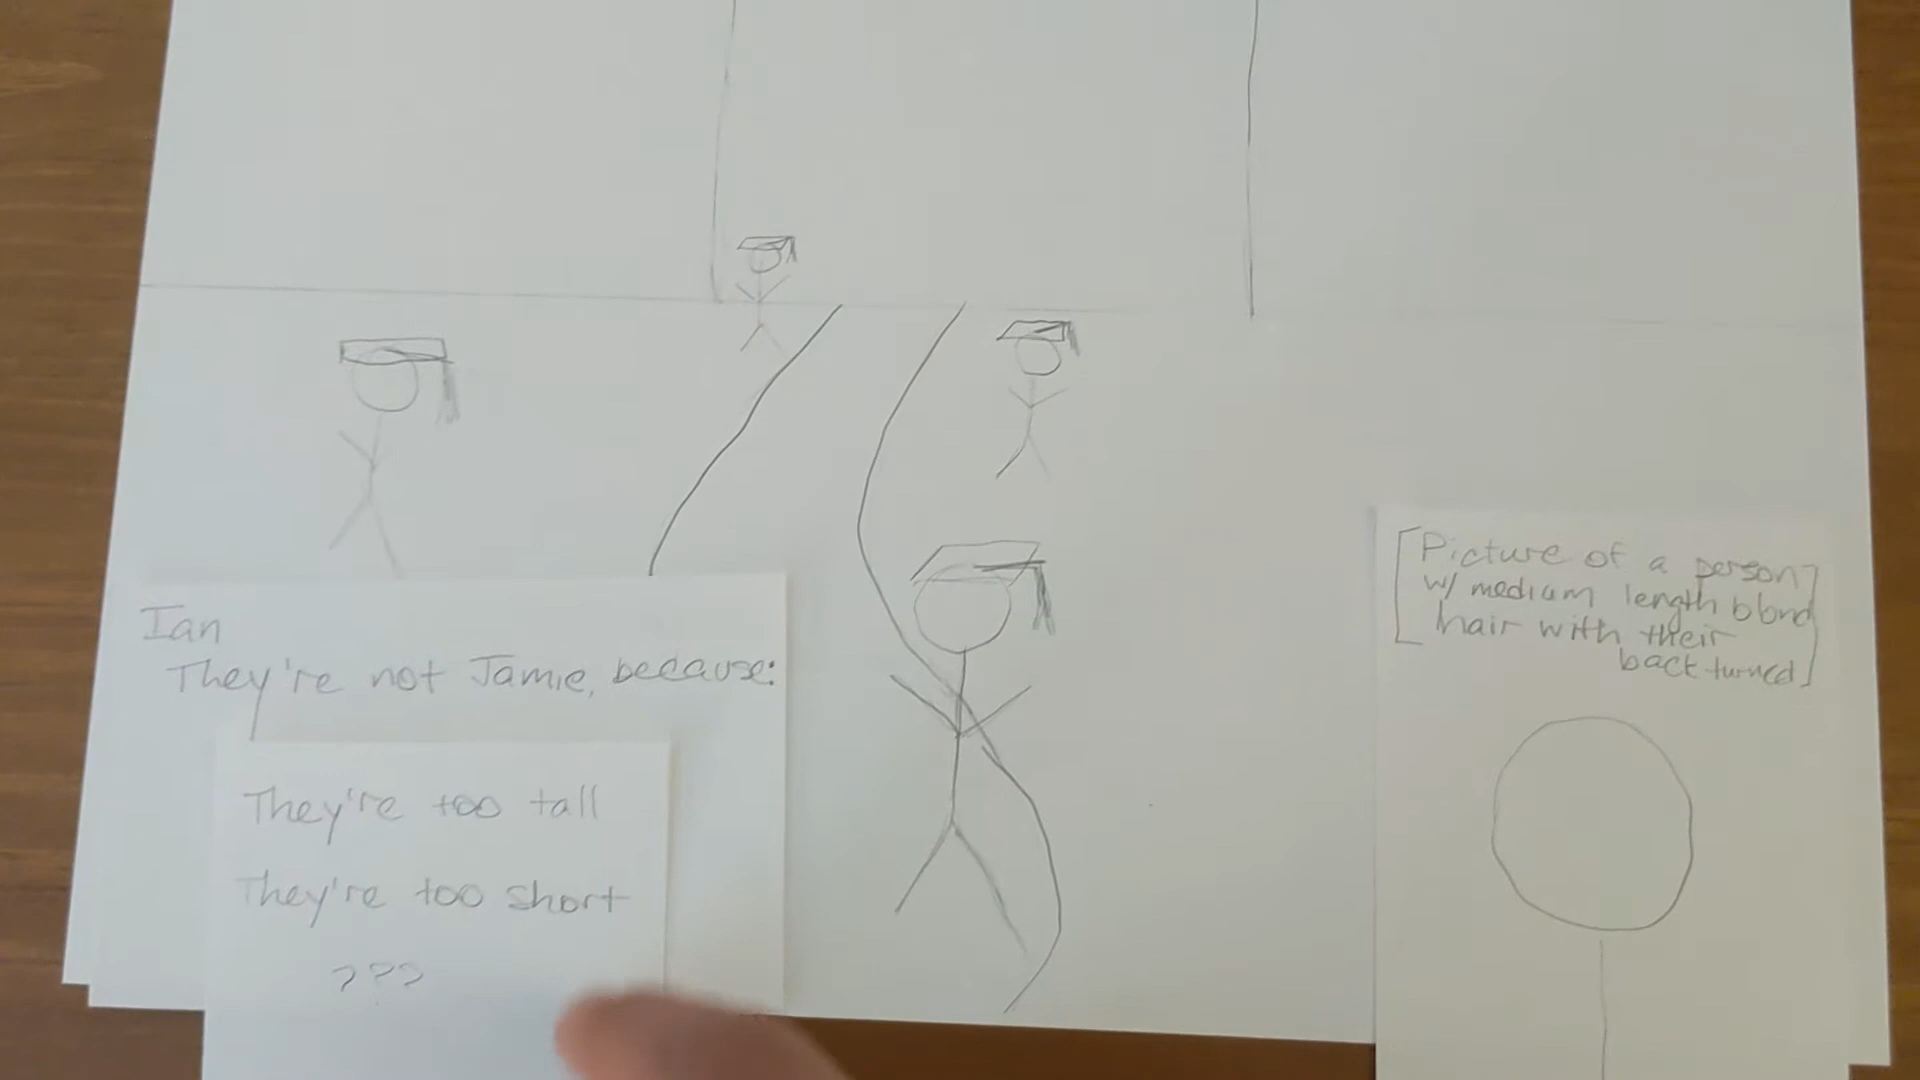 Ian
They're not Jamie, because:
They're too tall
They're too short
???
[Picture of a person
w/ medium length blond
hair with their
back turned]